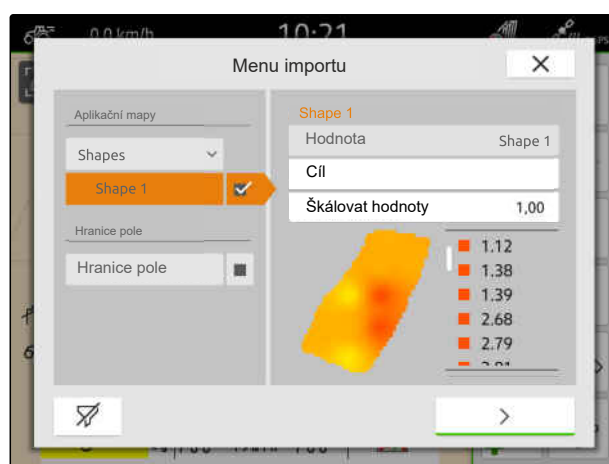 0.0 km/h 10:21
Menu importu
Aplikační mapy
Shapes
Shape 1
Hranice pole
Hranice pole
Shape 1
Hodnota Shape 1
Cíl
Škálovat hodnoty 1,00
1.12
1.38
1.39
2.68
2.79